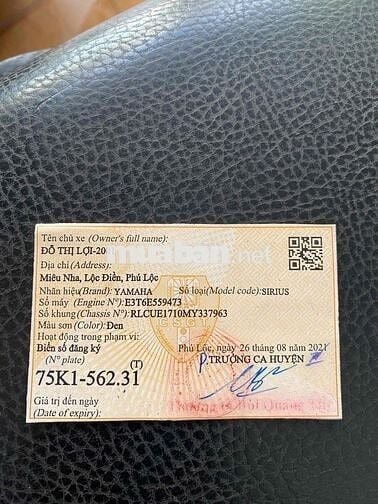 muaban.net
Tên chủ xe (Owner's full name):
ĐỖ THỊ LỢI-20
Địa chỉ (Address):
Miêu Nha, Lộc Điền, Phú Lộc
Nhãn hiệu(Brand): YAMAHA Số loại(Model code):SIRIUS
Số máy (Engine N°):E3T6E559473
Số khung(Chassis N°):RLCUE1710MY337963
Màu sơn (Color):Đen
Hoạt động trong phạm vi:
Biển số đăng ký Phú Lộc, ngày 26 tháng 08 năm 2021
(N° plate) P.TRƯỞNG CA HUYỆN
(T)
75K1-562.31
Giá trị đến ngày
(Date of expiry):
CSGT